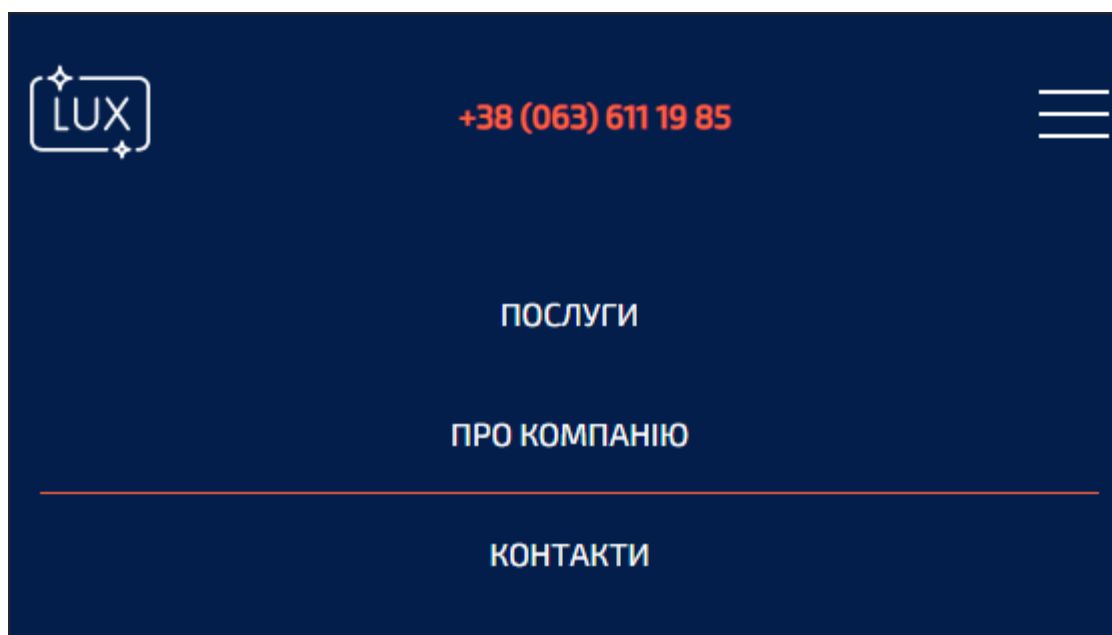 LUX
+38 (063) 611 19 85
ПОСЛУГИ
ПРО КОМПАНІЮ
КОНТАКТИ